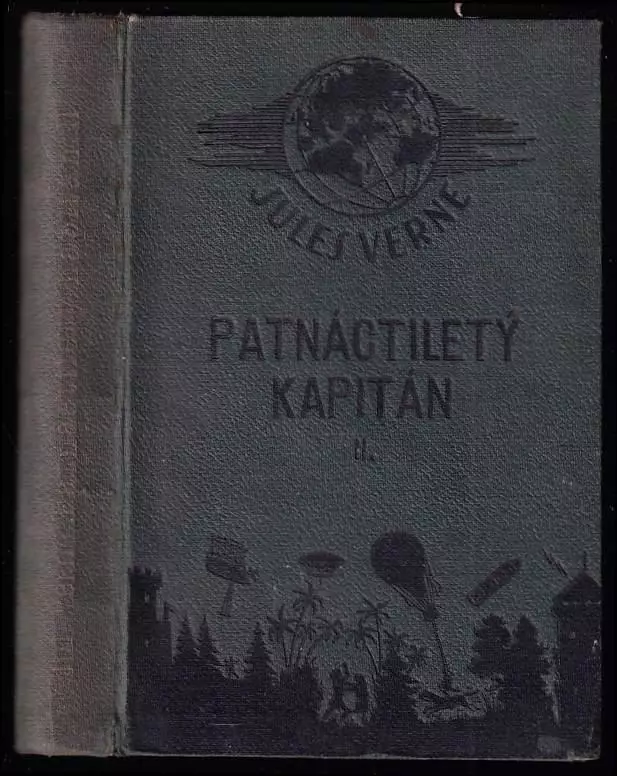 JULES VERNE
PATNÁCTILETÝ
KAPITÁN
II.